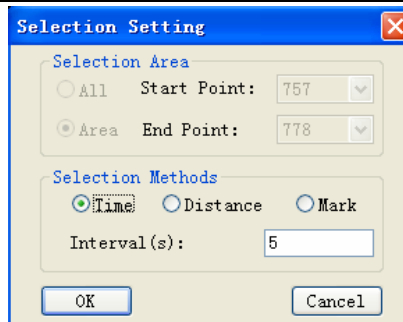 Selection Setting
Selection Area
All Start Point: 757
Area End Point: 778
Selection Methods
Time Distance Mark
Interval(s): 5
OK Cancel